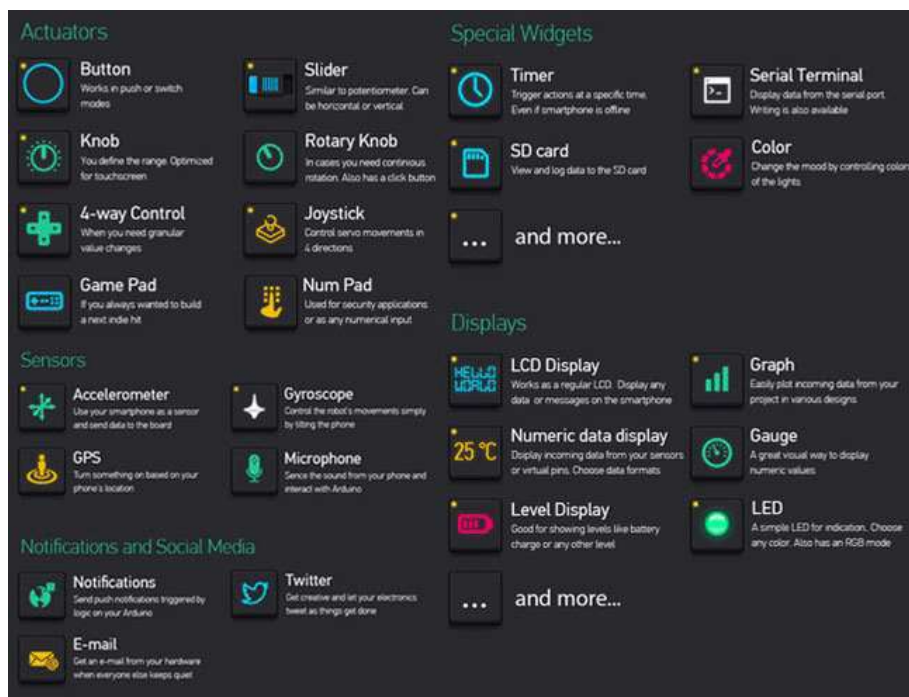 Actuators
Button
Works in push or switch
modes
Slider
Similar to potentiometer. Can
be horizontal or vertical
Knob
You define the range. Optimized
for touchscreen
Rotary Knob
In cases you need continious
rotation. Also has a click button
4-way Control
When you need granular
value changes
Joystick
Control servo movements in
4 directions
Game Pad
If you always wanted to build
a next indie hit
Num Pad
Used for security applications
or as any numerical input
Sensors
Accelerometer
Use your smartphone as a sensor
and send data to the board
Gyroscope
Control the robot's movements simply
by tilting the phone
GPS
Turn something on based on your
phone's location
Microphone
Sence the sound from your phone and
interact with Arduino
Notifications and Social Media
Notifications
Send push notifications triggered by
logic on your Arduino
Twitter
Get creative and let your electronics
tweet as things get done
E-mail
Get an e-mail from your hardware
when everyone else keeps quiet
Special Widgets
Timer
Trigger actions at a specific time.
Even if smartphone is offline
Serial Terminal
Display data from the serial port.
Writing is also available
SD card
View and log data to the SD card
Color
Change the mood by controlling color
of the lights
... and more...
Displays
HELLO
WORLD
LCD Display
Works as a regular LCD. Display any
data or messages on the smartphone
Graph
Easily plot incoming data from your
project in various designs
25 °C
Numeric data display
Display incoming data from your sensors
or virtual pins. Choose data formats
Gauge
A great visual way to display
numeric values
Level Display
Good for showing levels like battery
charge or any other level
LED
A simple LED for indication. Choose
any color. Also has an RGB mode
... and more...